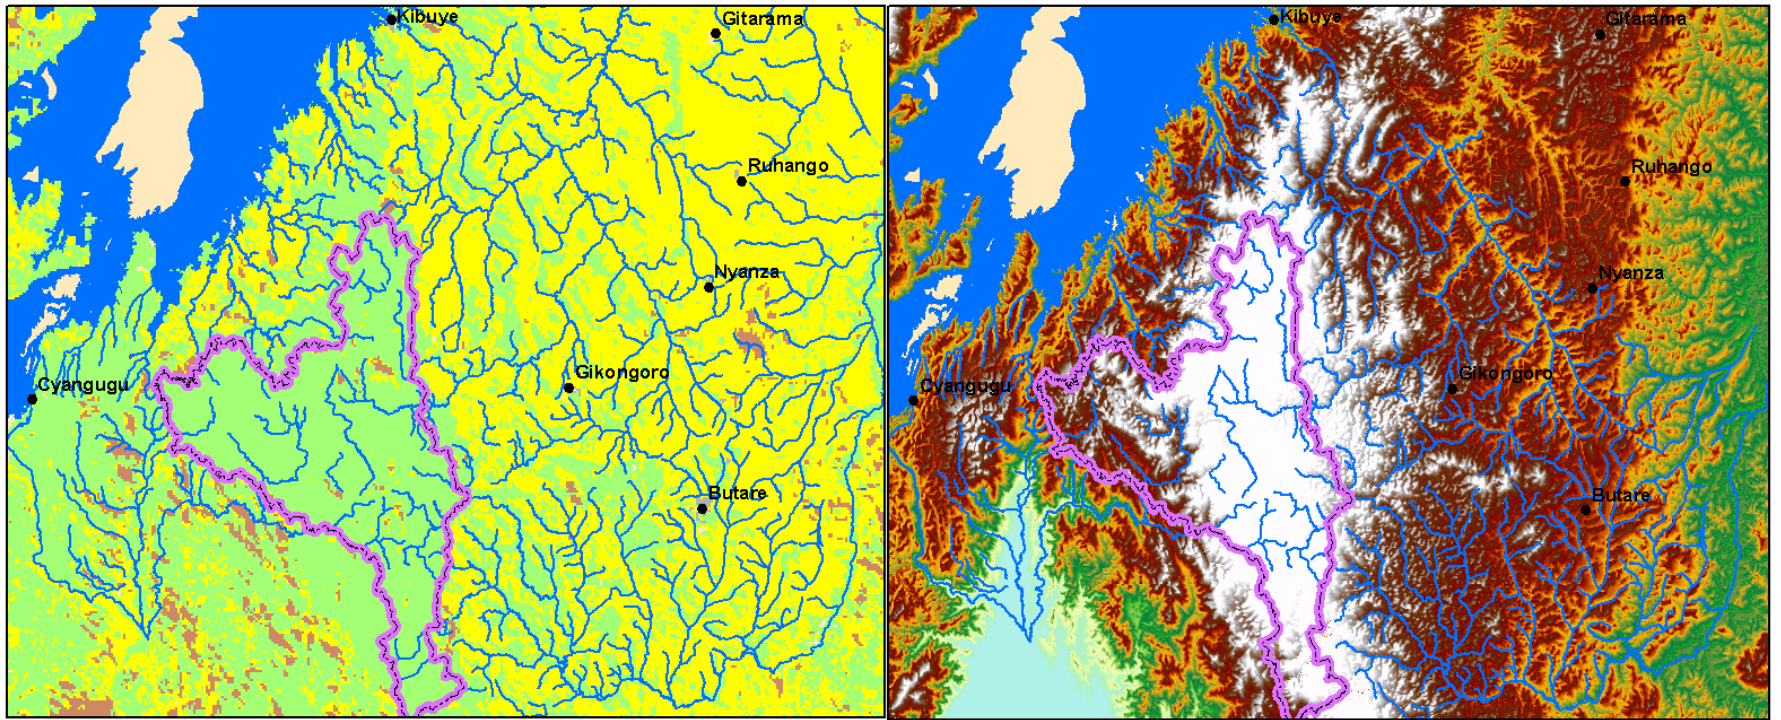 Kibuye
Gitarama
Ruhango
Nyanza
Gikongoro
Cyangugu
Butare
Kibuye
Gitarama
Ruhango
Nyanza
Gikongoro
Cyangugu
Butare